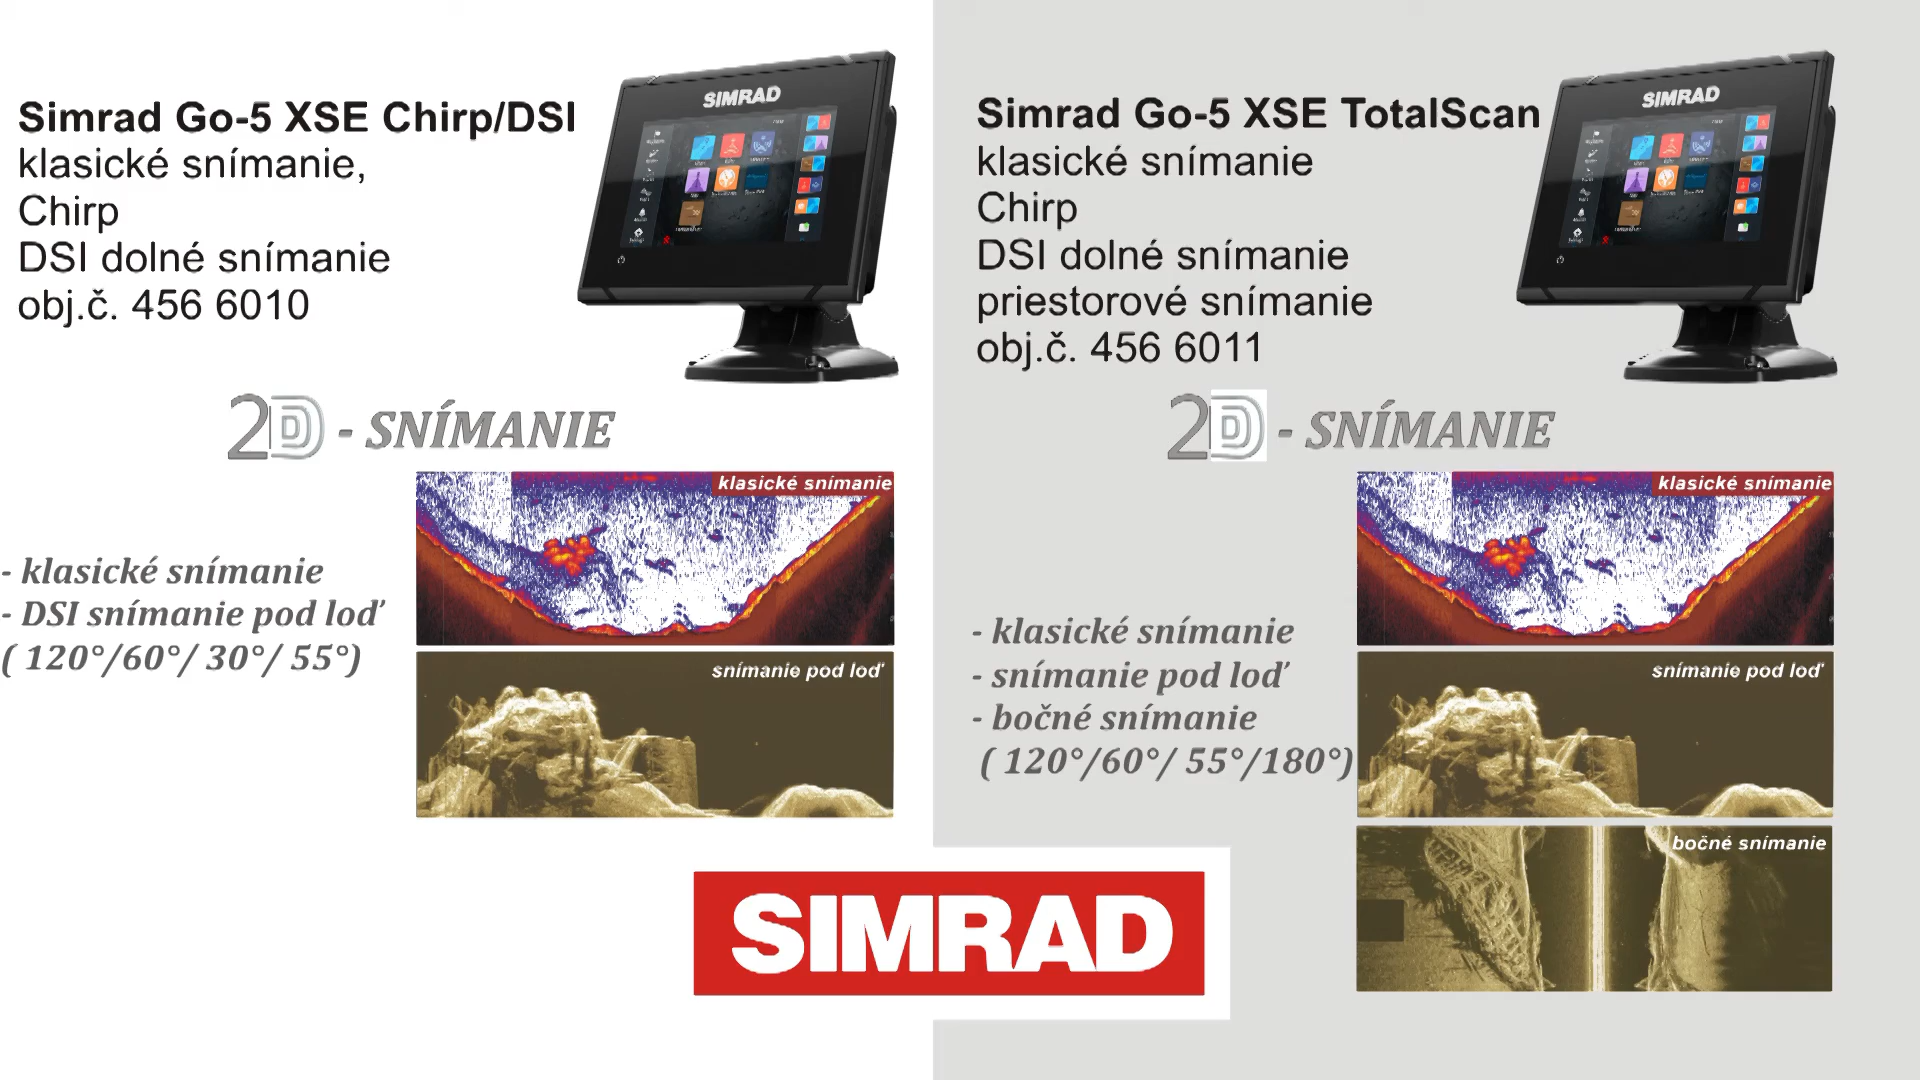 Simrad Go-5 XSE Chirp/DSI
klasické snímanie,
Chirp
DSI dolné snímanie
obj.č. 456 6010
SIMRAD
2D - SNÍMANIE
klasické snímanie
- klasické snímanie
- DSI snímanie pod loď
( 120°/60°/ 30°/ 55°)
snímanie pod loď
Simrad Go-5 XSE TotalScan
klasické snímanie
Chirp
DSI dolné snímanie
priestorové snímanie
obj.č. 456 6011
SIMRAD
2D - SNÍMANIE
klasické snímanie
- klasické snímanie
- snímanie pod loď
- bočné snímanie
( 120°/60°/ 55°/180°)
snímanie pod loď
bočné snímanie
SIMRAD